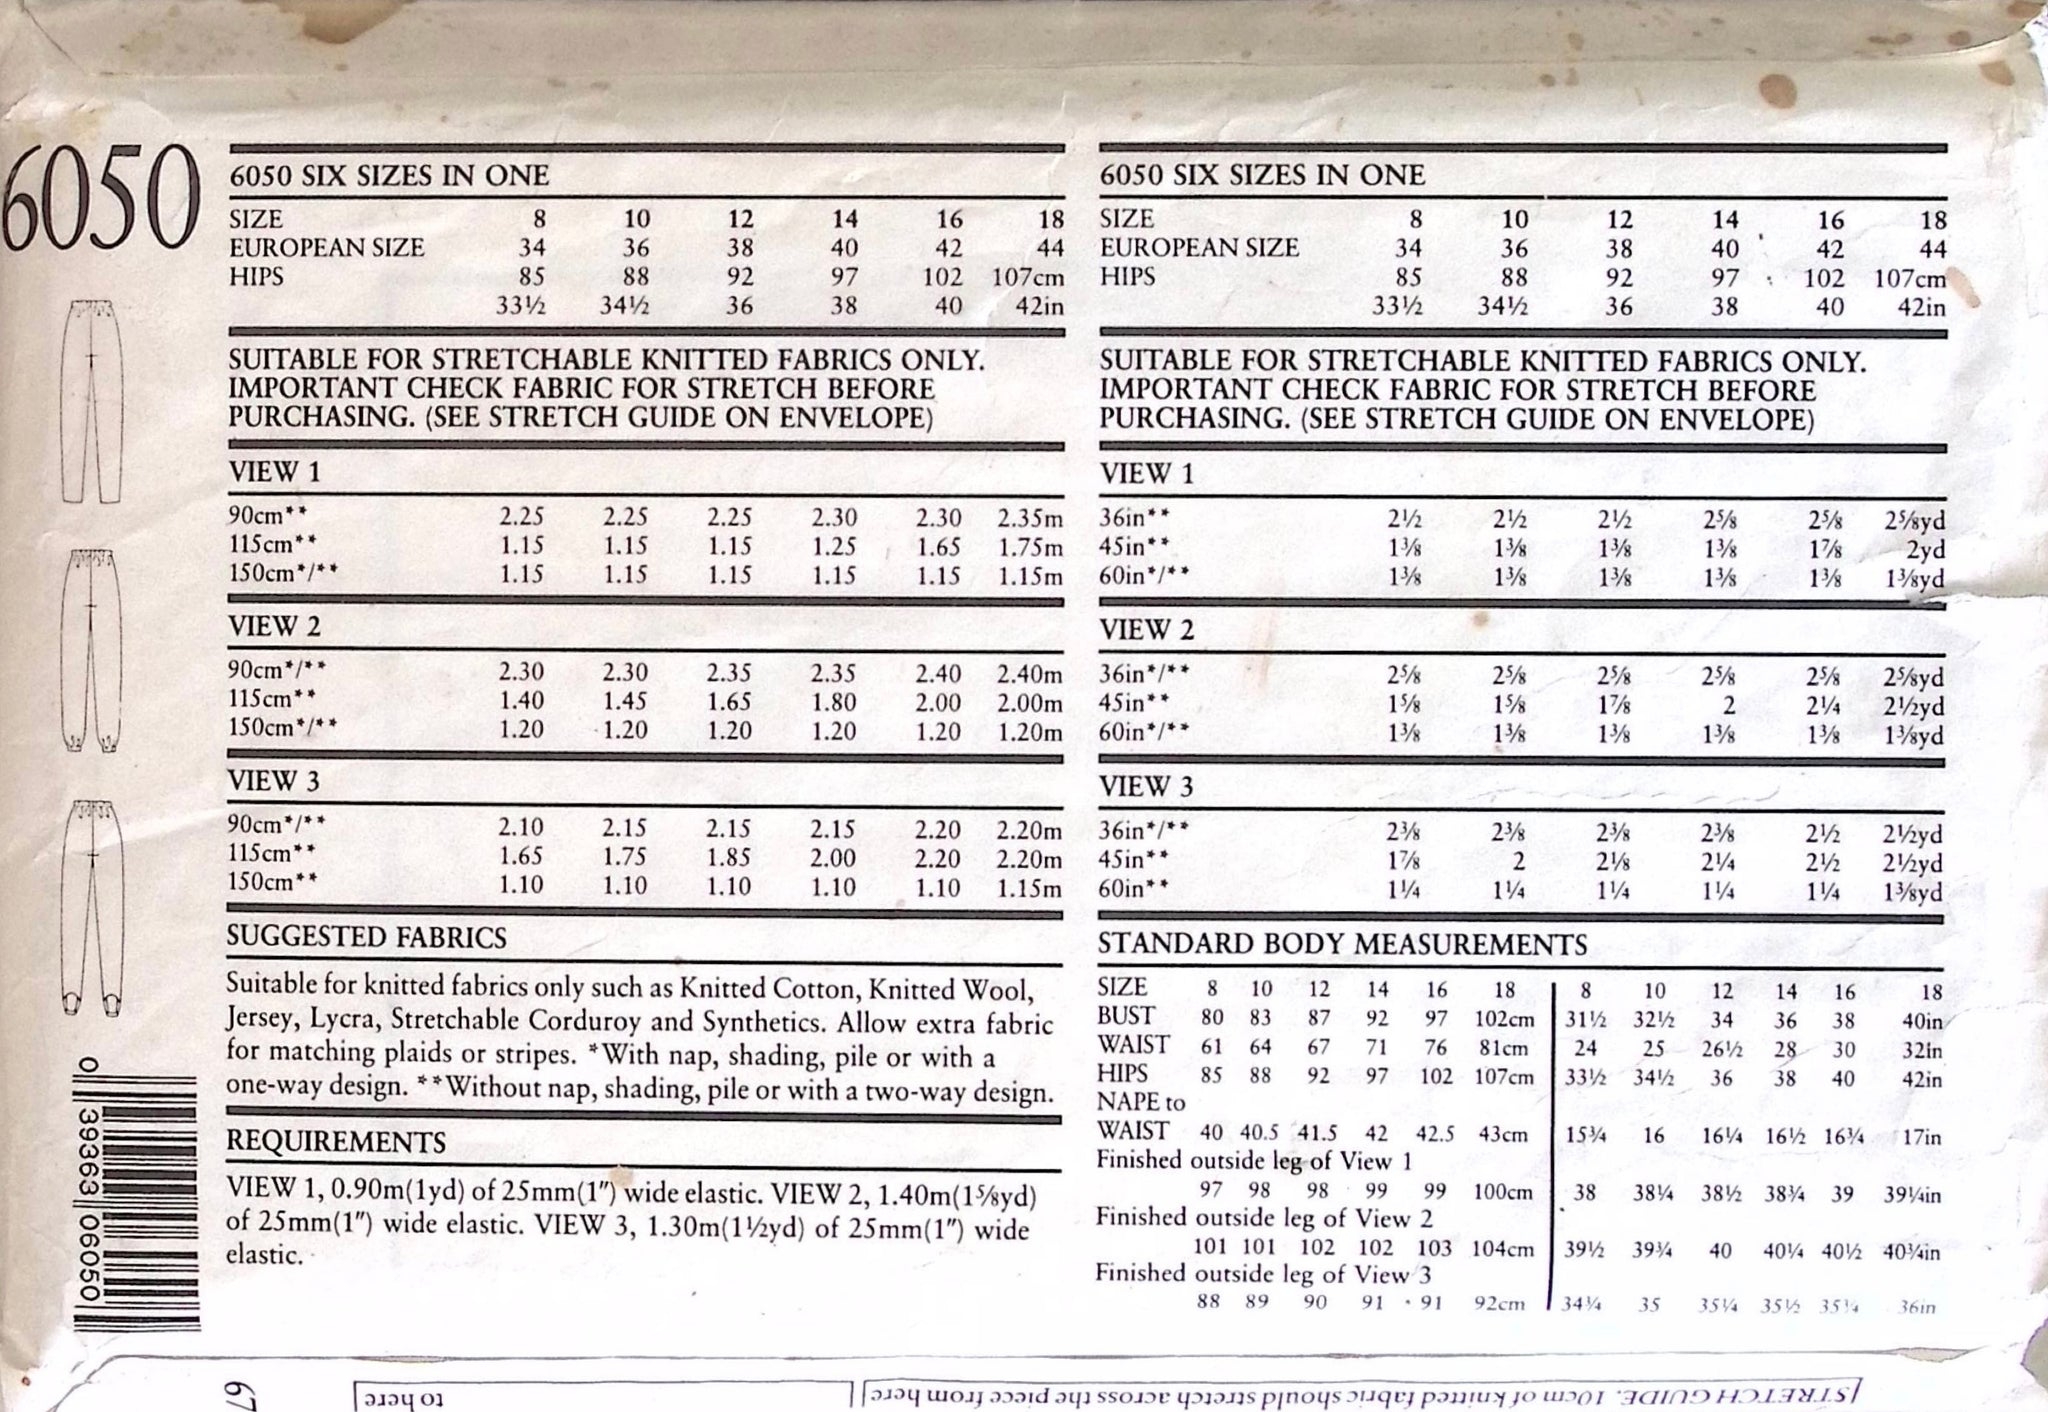 6050
6050 SIX SIZES IN ONE
SIZE 8 10 12 14 16 18
EUROPEAN SIZE 34 36 38 40 42 44
HIPS 85 88 92 97 102 107cm
33½ 34½ 36 38 40 42in
SUITABLE FOR STRETCHABLE KNITTED FABRICS ONLY.
IMPORTANT CHECK FABRIC FOR STRETCH BEFORE
PURCHASING. (SEE STRETCH GUIDE ON ENVELOPE)
VIEW 1
90cm** 2.25 2.25 2.25 2.30 2.30 2.35m
115cm** 1.15 1.15 1.15 1.25 1.65 1.75m
150cm*/** 1.15 1.15 1.15 1.15 1.15 1.15m
VIEW 2
90cm*/** 2.30 2.30 2.35 2.35 2.40 2.40m
115cm** 1.40 1.45 1.65 1.80 2.00 2.00m
150cm*/** 1.20 1.20 1.20 1.20 1.20 1.20m
VIEW 3
90cm*/** 2.10 2.15 2.15 2.15 2.20 2.20m
115cm** 1.65 1.75 1.85 2.00 2.20 2.20m
150cm** 1.10 1.10 1.10 1.10 1.10 1.15m
SUGGESTED FABRICS
Suitable for knitted fabrics only such as Knitted Cotton, Knitted Wool,
Jersey, Lycra, Stretchable Corduroy and Synthetics. Allow extra fabric
for matching plaids or stripes. *With nap, shading, pile or with a
one-way design. **Without nap, shading, pile or with a two-way design.
REQUIREMENTS
VIEW 1, 0.90m(1yd) of 25mm(1") wide elastic. VIEW 2, 1.40m(1⅝yd)
of 25mm(1") wide elastic. VIEW 3, 1.30m(1½yd) of 25mm(1") wide
elastic.
0 39363 06050
6050 SIX SIZES IN ONE
SIZE 8 10 12 14 16 18
EUROPEAN SIZE 34 36 38 40 42 44
HIPS 85 88 92 97 102 107cm
33½ 34½ 36 38 40 42in
SUITABLE FOR STRETCHABLE KNITTED FABRICS ONLY.
IMPORTANT CHECK FABRIC FOR STRETCH BEFORE
PURCHASING. (SEE STRETCH GUIDE ON ENVELOPE)
VIEW 1
36in** 2½ 2½ 2½ 2⅝ 2⅝ 2⅝yd
45in** 1⅜ 1⅜ 1⅜ 1⅜ 1⅞ 2yd
60in*/** 1⅜ 1⅜ 1⅜ 1⅜ 1⅜ 1⅜yd
VIEW 2
36in*/** 2⅝ 2⅝ 2⅝ 2⅝ 2⅝ 2⅝yd
45in** 1⅝ 1⅝ 1⅞ 2 2¼ 2½yd
60in*/** 1⅜ 1⅜ 1⅜ 1⅜ 1⅜ 1⅜yd
VIEW 3
36in*/** 2⅜ 2⅜ 2⅜ 2⅜ 2½ 2½yd
45in** 1⅞ 2 2⅛ 2¼ 2½ 2½yd
60in** 1¼ 1¼ 1¼ 1¼ 1¼ 1⅜yd
STANDARD BODY MEASUREMENTS
SIZE 8 10 12 14 16 18 8 10 12 14 16 18
BUST 80 83 87 92 97 102cm 31½ 32½ 34 36 38 40in
WAIST 61 64 67 71 76 81cm 24 25 26½ 28 30 32in
HIPS 85 88 92 97 102 107cm 33½ 34½ 36 38 40 42in
NAPE to
WAIST 40 40.5 41.5 42 42.5 43cm 15¾ 16 16¼ 16½ 16¾ 17in
Finished outside leg of View 1
97 98 98 99 99 100cm 38 38¼ 38½ 38¾ 39 39¼in
Finished outside leg of View 2
101 101 102 102 103 104cm 39½ 39¾ 40 40¼ 40½ 40¾in
Finished outside leg of View 3
88 89 90 91 91 92cm 34¾ 35 35¼ 35½ 35¾ 36in
STRETCH GUIDE. 10cm of knitted fabric should stretch across the piece from here
to here
67